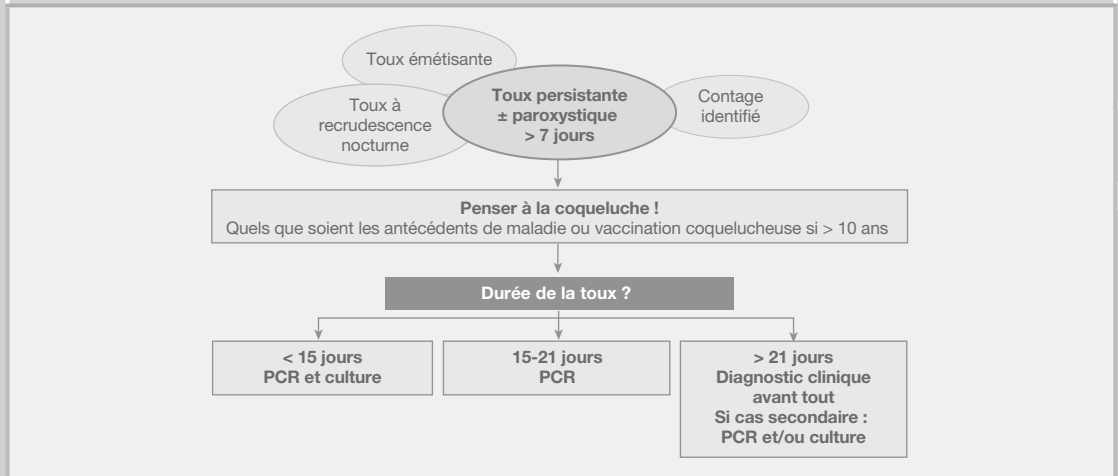 Toux émétisante
Toux à
recrudescence
nocturne
Toux persistante
± paroxystique
> 7 jours
Contage
identifié
Penser à la coqueluche !
Quels que soient les antécédents de maladie ou vaccination coquelucheuse si > 10 ans
Durée de la toux ?
< 15 jours
PCR et culture
15-21 jours
PCR
> 21 jours
Diagnostic clinique
avant tout
Si cas secondaire :
PCR et/ou culture